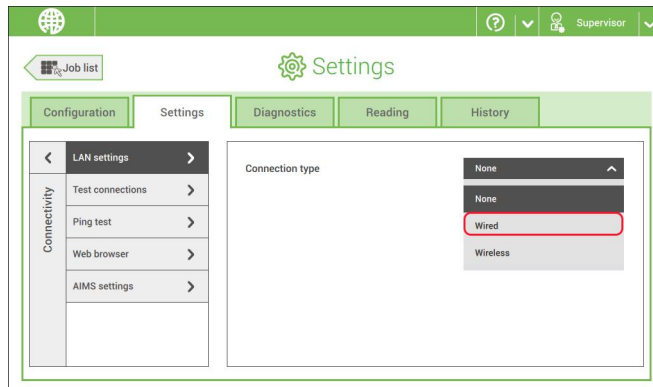 Supervisor
Job list
Settings
Configuration
Settings
Diagnostics
Reading
History
Connectivity
LAN settings
Test connections
Ping test
Web browser
AIMS settings
Connection type
None
None
Wired
Wireless